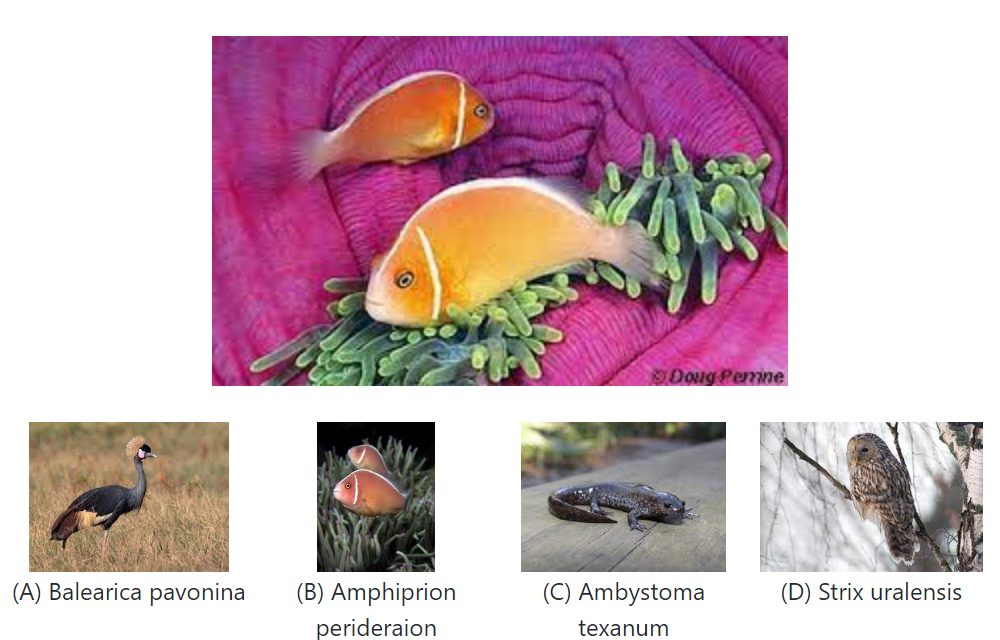 © Doug Perrine
(A) Balearica pavonina
(B) Amphiprion
perideraion
(C) Ambystoma
texanum
(D) Strix uralensis